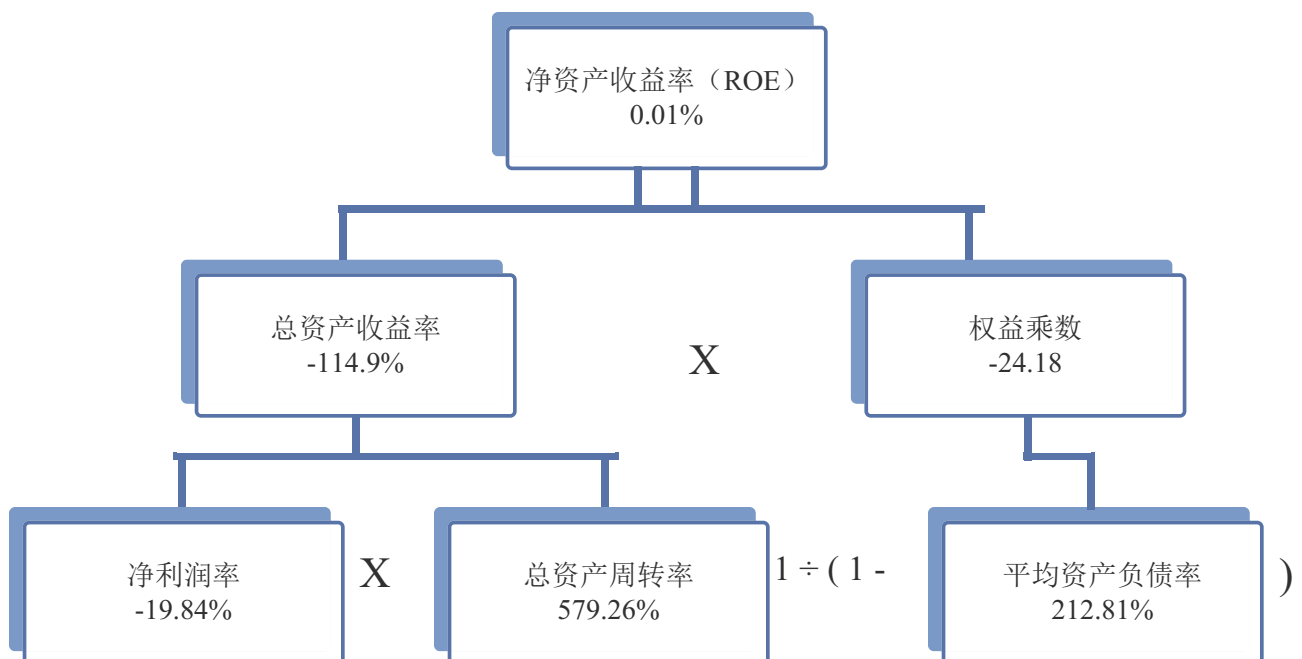 净资产收益率（ROE）
0.01%
总资产收益率
-114.9%
X
权益乘数
-24.18
净利润率
-19.84%
X
总资产周转率
579.26%
1 ÷ ( 1 -
平均资产负债率
212.81%
)